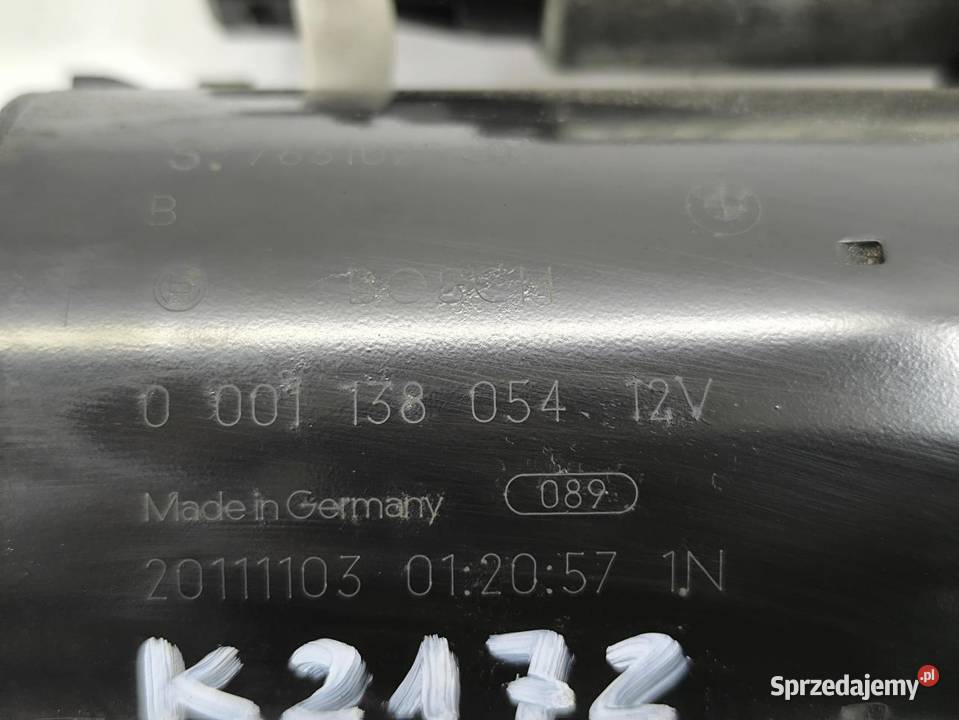 B
BOSCH
0 001 138 054 12V
Made in Germany 089
20111103 01:20:57 1N
K2172
Sprzedajemy.pl